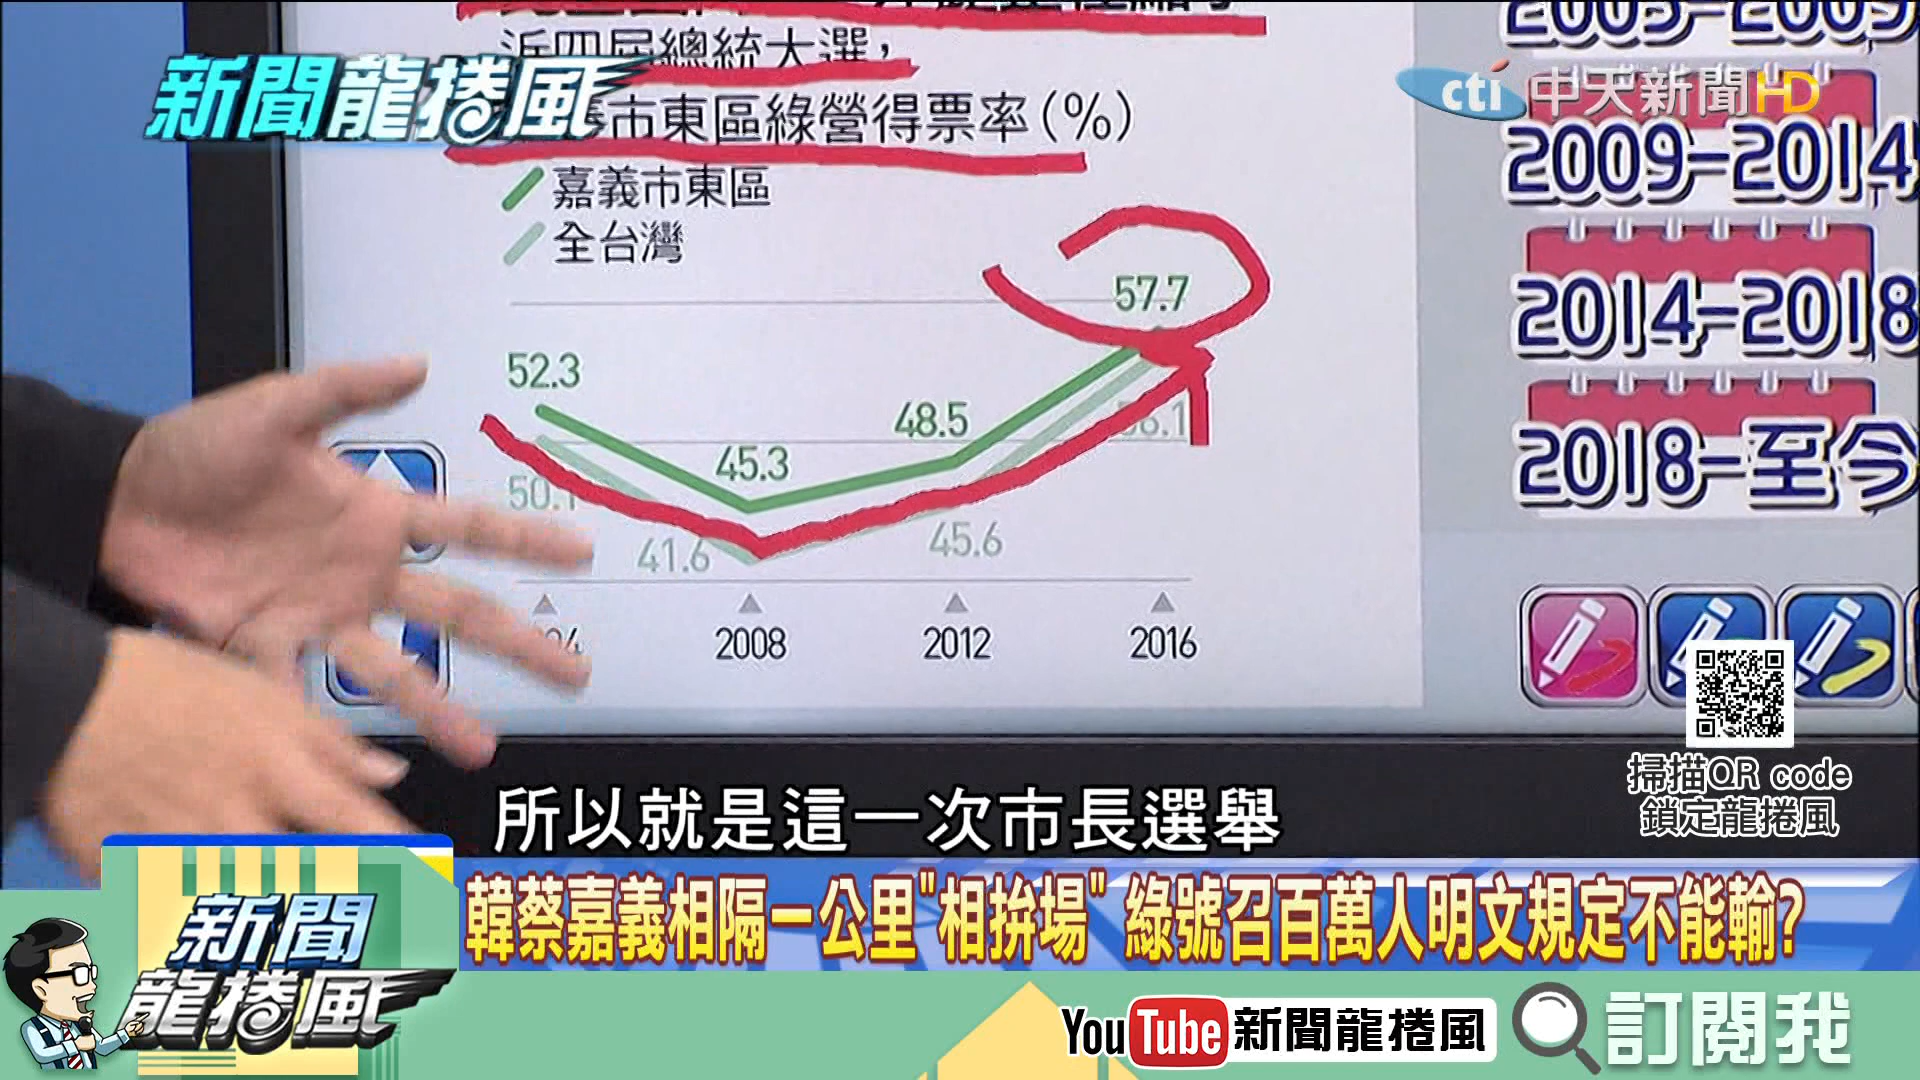 近四屆總統大選，
義市東區綠營得票率(%)
嘉義市東區
全台灣
57.7
52.3
48.5
45.3
50.1
41.6
45.6
2008
2012
2016
新聞龍捲風
cti 中天新聞HD
2009-2014
2014-2018
2018-至今
掃描QR code
鎖定龍捲風
所以就是這一次市長選舉
韓蔡嘉義相隔一公里"相拚場" 綠號召百萬人明文規定不能輸?
新聞
龍捲風
YouTube 新聞龍捲風
訂閱我